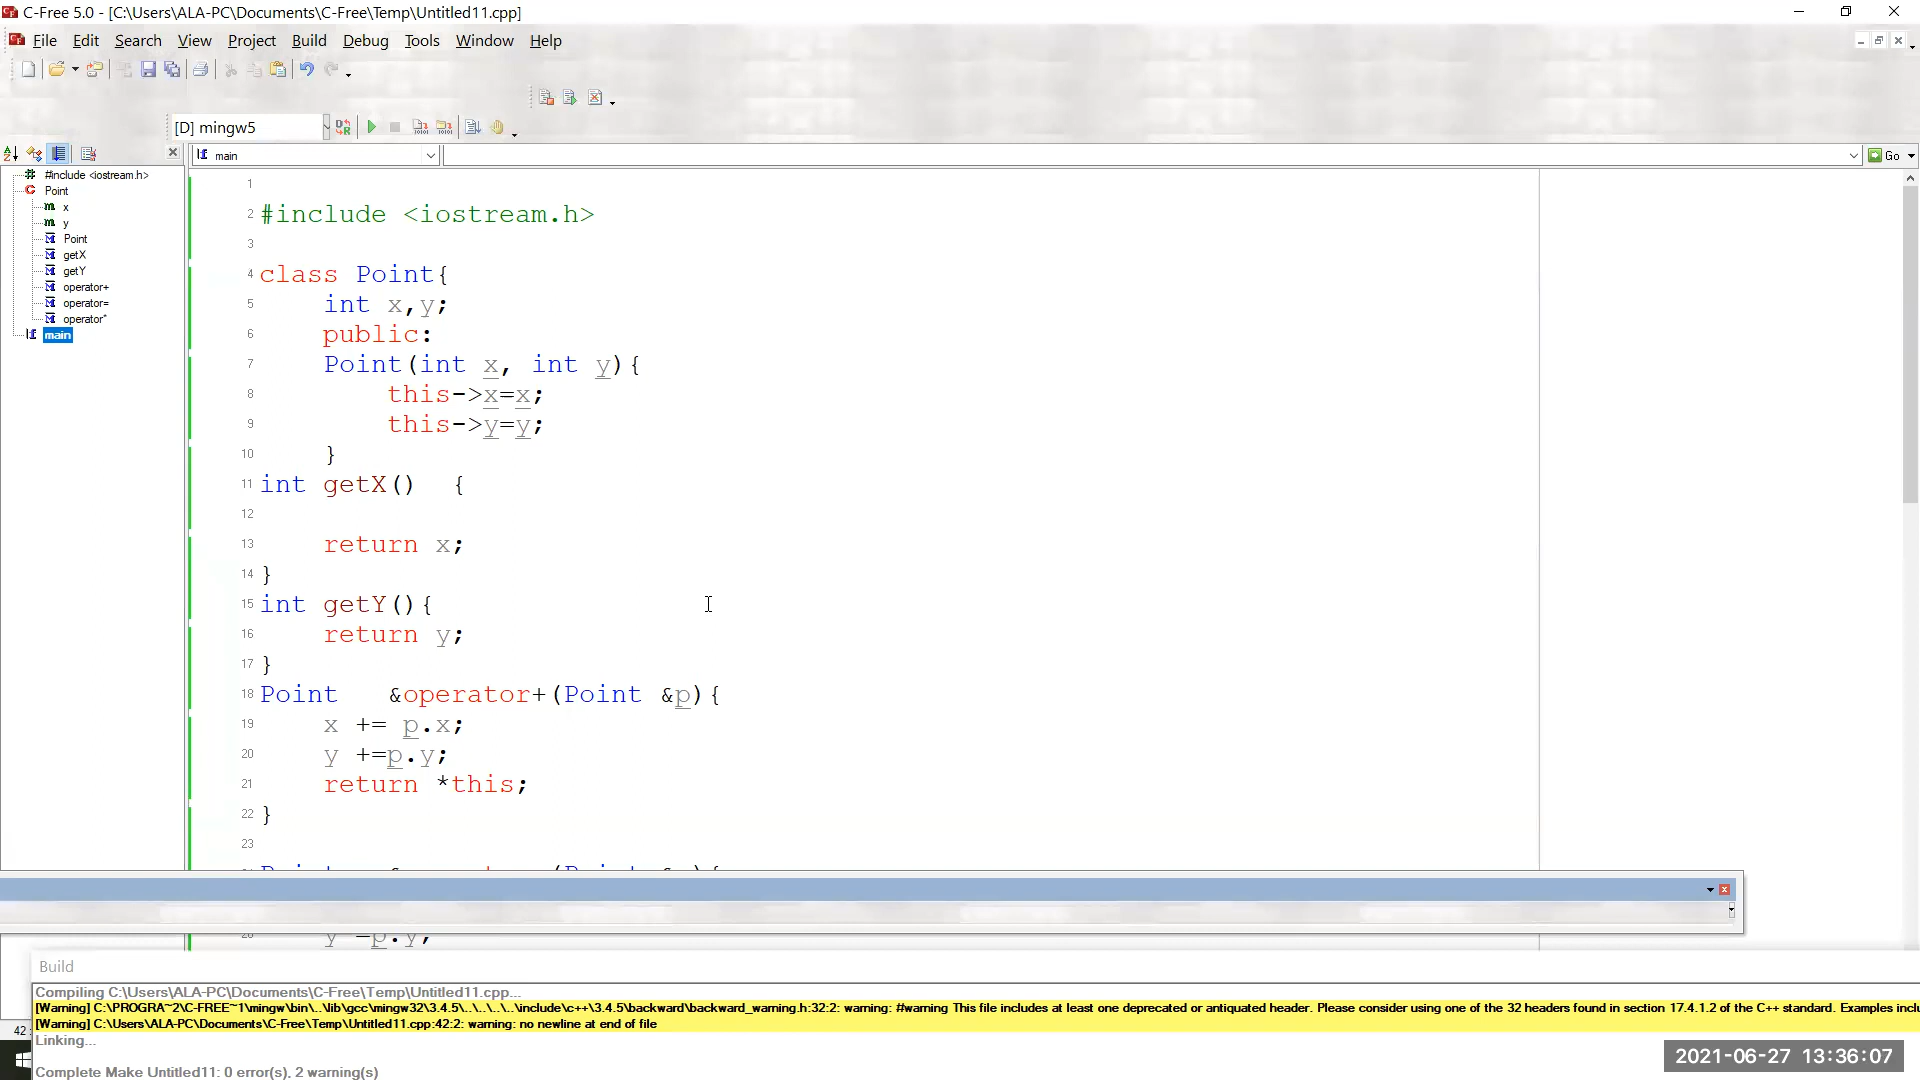 C-Free 5.0 - [C:\Users\ALA-PC\Documents\C-Free\Temp\Untitled11.cpp]
File Edit Search View Project Build Debug Tools Window Help
[D] mingw5
main
Go
#include <iostream.h>
Point
x
y
Point
getX
getY
operator+
operator=
operator*
main
1
2 #include <iostream.h>
3
4 class Point{
5 int x,y;
6 public:
7 Point(int x, int y){
8 this->x=x;
9 this->y=y;
10 }
11 int getX() {
12
13 return x;
14 }
15 int getY(){
16 return y;
17 }
18 Point &operator+(Point &p){
19 x += p.x;
20 y +=p.y;
21 return *this;
22 }
23
Build
Compiling C:\Users\ALA-PC\Documents\C-Free\Temp\Untitled11.cpp...
[Warning] C:\PROGRA~2\C-FREE~1\mingw\bin\..\lib\gcc\mingw32\3.4.5\..\..\..\..\include\c++\3.4.5\backward\backward_warning.h:32:2: warning: #warning This file includes at least one deprecated or antiquated header. Please consider using one of the 32 headers found in section 17.4.1.2 of the C++ standard. Examples
[Warning] C:\Users\ALA-PC\Documents\C-Free\Temp\Untitled11.cpp:42:2: warning: no newline at end of file
42
Linking...
Complete Make Untitled11: 0 error(s), 2 warning(s)
2021-06-27 13:36:07